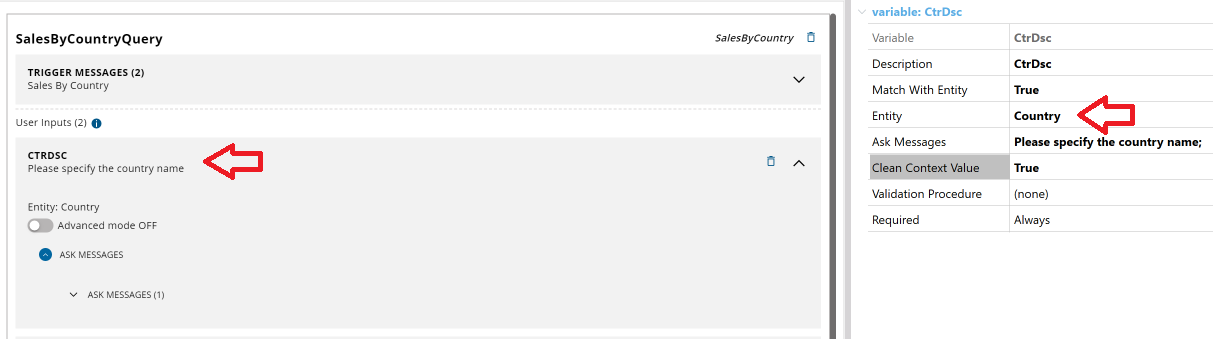 SalesByCountryQuery
SalesByCountry
TRIGGER MESSAGES (2)
Sales By Country
User Inputs (2)
CTRDSC
Please specify the country name
Entity: Country
Advanced mode OFF
ASK MESSAGES
ASK MESSAGES (1)
variable: CtrDsc
Variable CtrDsc
Description CtrDsc
Match With Entity True
Entity Country
Ask Messages Please specify the country name;
Clean Context Value True
Validation Procedure (none)
Required Always